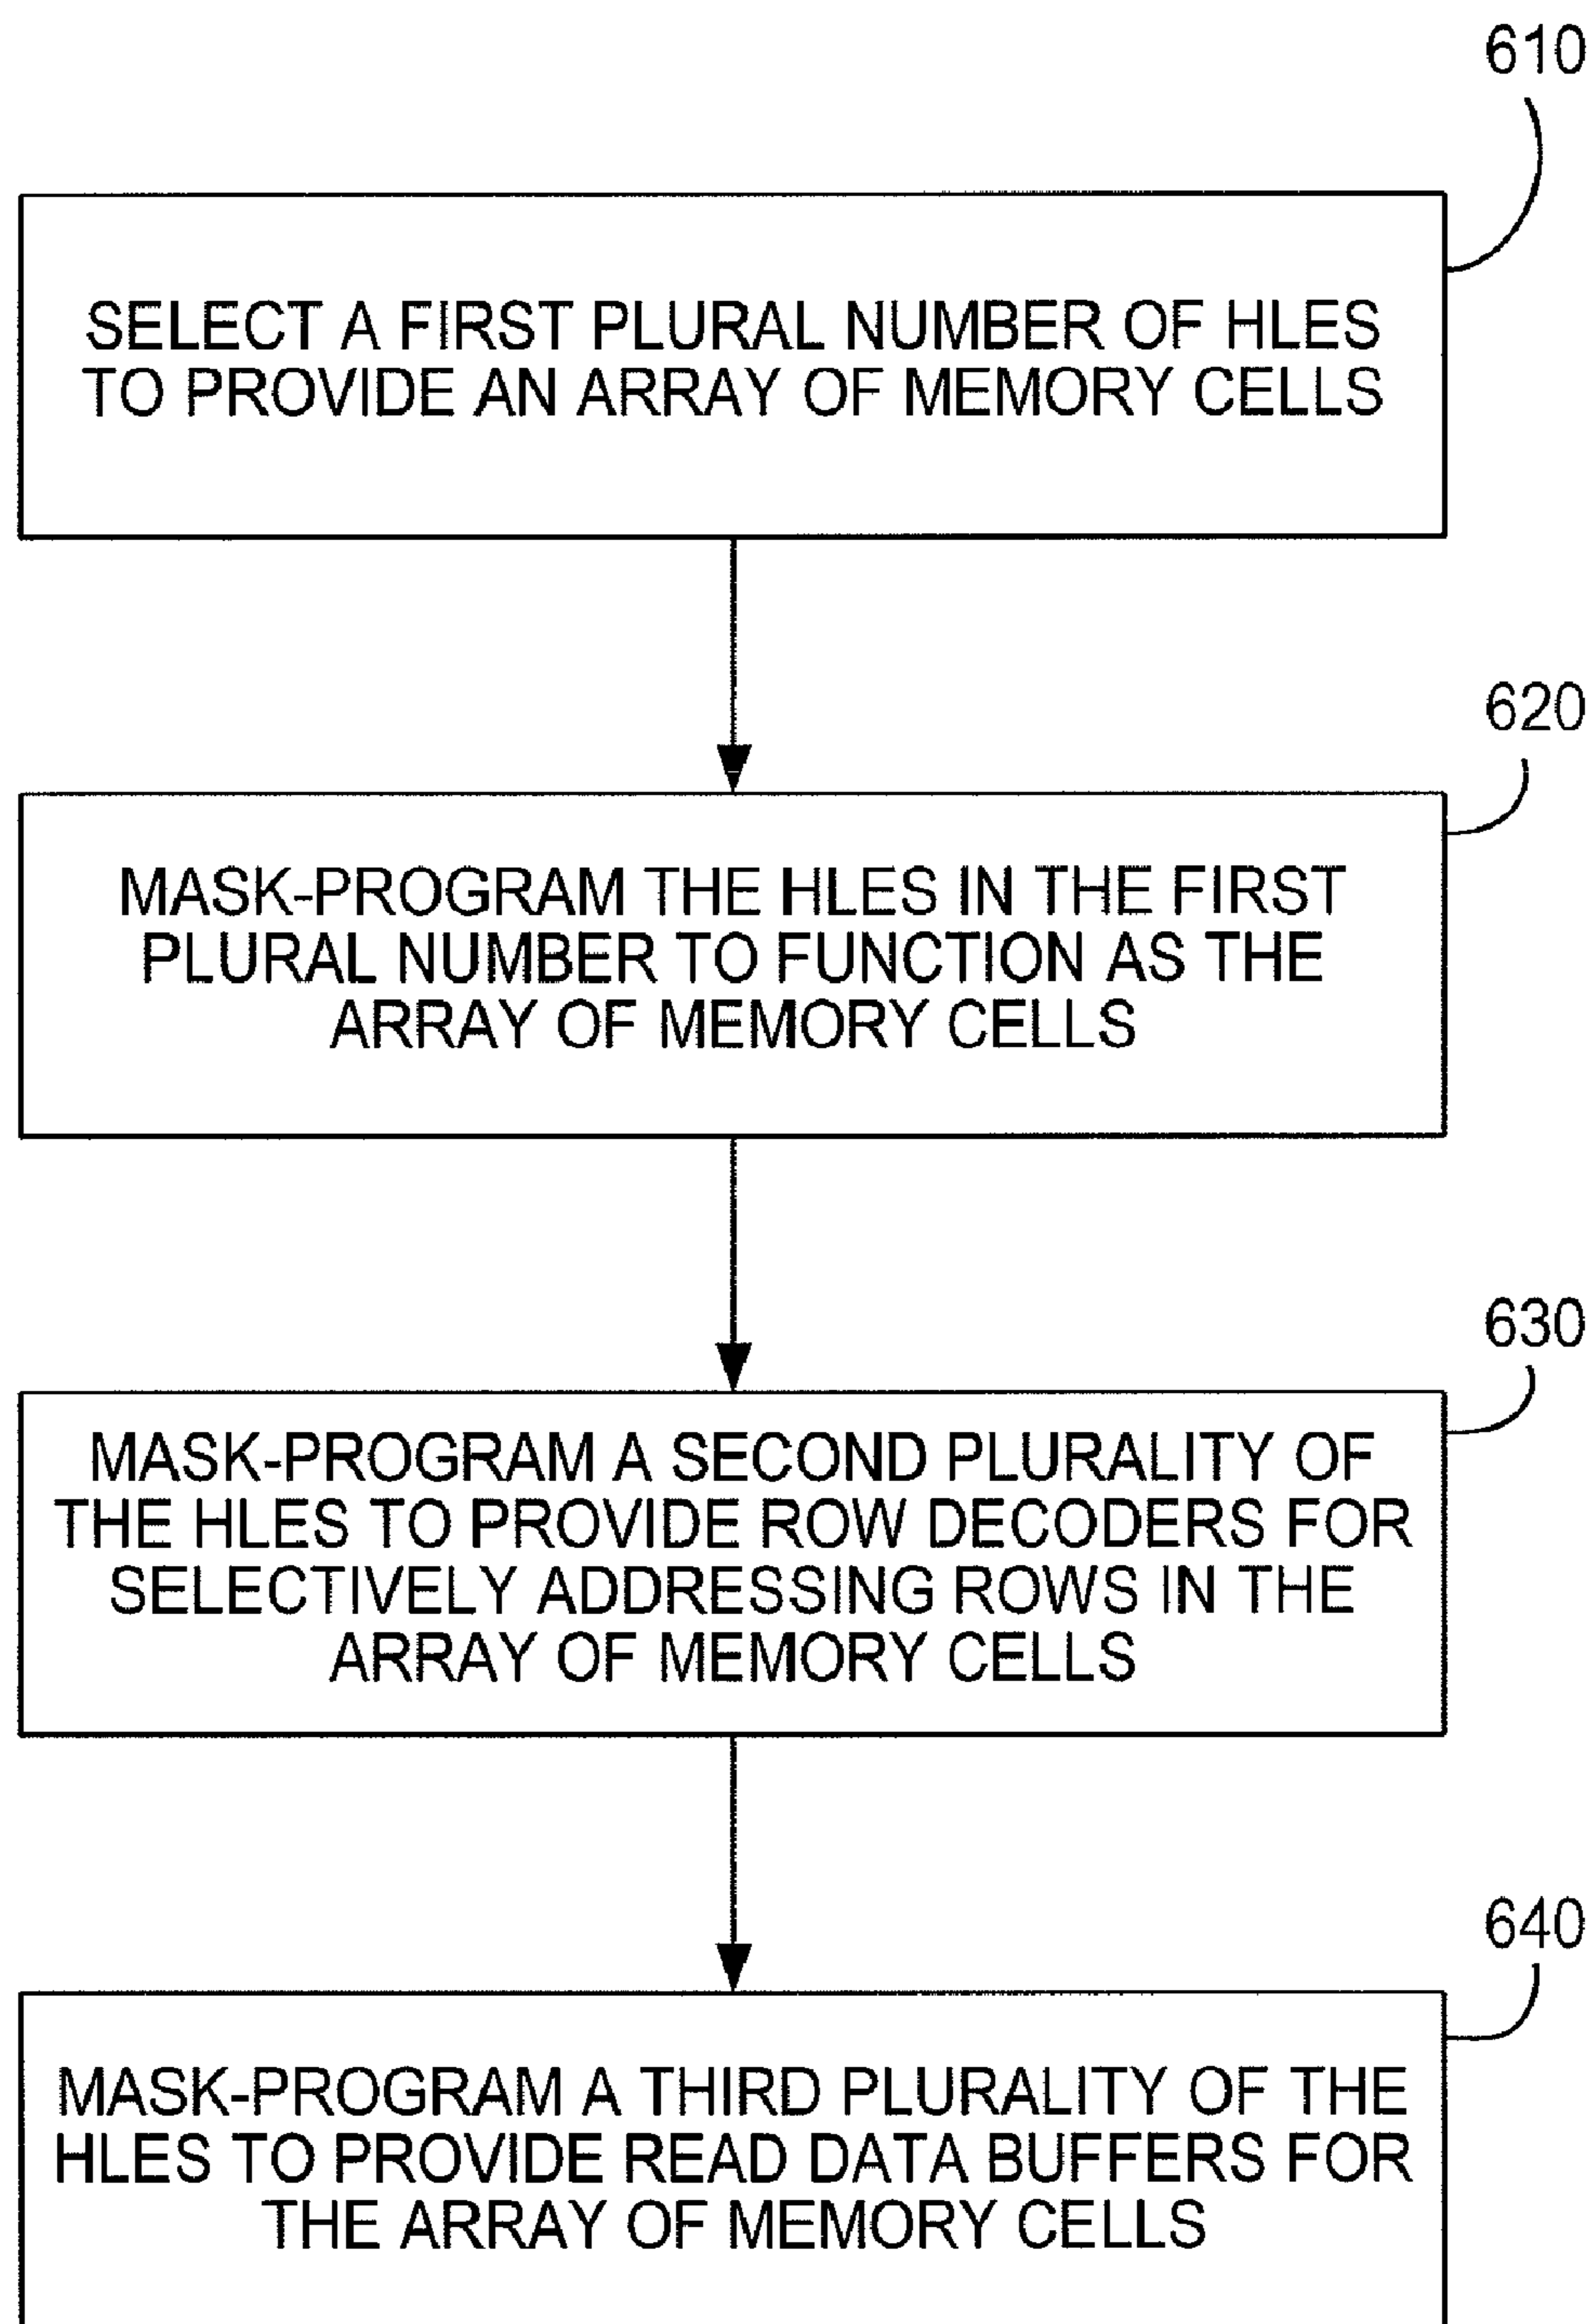 610
SELECT A FIRST PLURAL NUMBER OF HLES
TO PROVIDE AN ARRAY OF MEMORY CELLS
620
MASK-PROGRAM THE HLES IN THE FIRST
PLURAL NUMBER TO FUNCTION AS THE
ARRAY OF MEMORY CELLS
630
MASK-PROGRAM A SECOND PLURALITY OF
THE HLES TO PROVIDE ROW DECODERS FOR
SELECTIVELY ADDRESSING ROWS IN THE
ARRAY OF MEMORY CELLS
640
MASK-PROGRAM A THIRD PLURALITY OF THE
HLES TO PROVIDE READ DATA BUFFERS FOR
THE ARRAY OF MEMORY CELLS